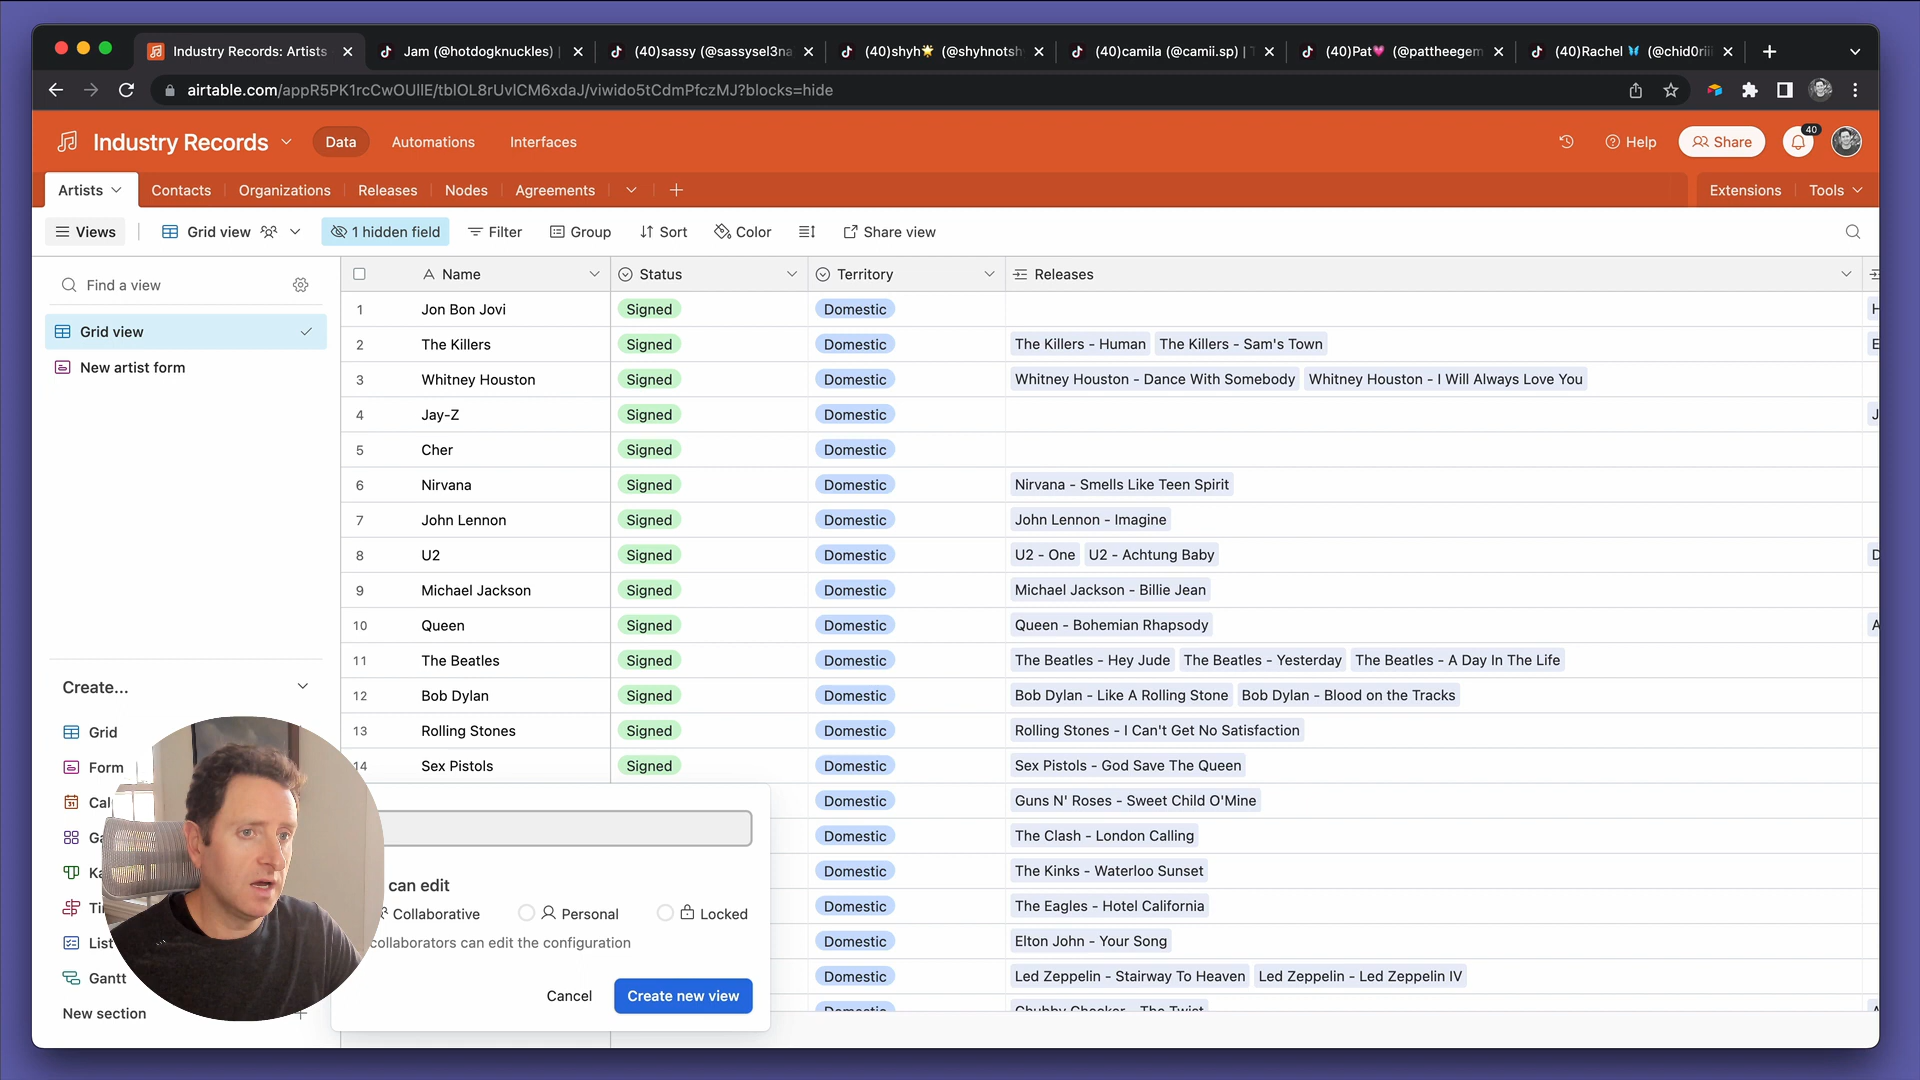 Industry Records: Artists
Jam (@hotdogknuckles) |
(40)sassy (@sassysel3na
(40)shyh🌟 (@shyhnotsh
(40)camila (@camii.sp) | T
(40)Pat💗 (@pattheegem
(40)Rachel 🦋 (@chid0rii
airtable.com/appR5PK1rcCwOUIlE/tblOL8rUvlCM6xdaJ/viwido5tCdmPfczMJ?blocks=hide
Industry Records
Data
Automations
Interfaces
Help
Share
40
Artists
Contacts
Organizations
Releases
Nodes
Agreements
Extensions
Tools
Views
Grid view
1 hidden field
Filter
Group
Sort
Color
Share view
Find a view
Grid view
New artist form
Name Status Territory Releases
1 Jon Bon Jovi Signed Domestic H
2 The Killers Signed Domestic The Killers - Human The Killers - Sam's Town E
3 Whitney Houston Signed Domestic Whitney Houston - Dance With Somebody Whitney Houston - I Will Always Love You
4 Jay-Z Signed Domestic J
5 Cher Signed Domestic
6 Nirvana Signed Domestic Nirvana - Smells Like Teen Spirit
7 John Lennon Signed Domestic John Lennon - Imagine
8 U2 Signed Domestic U2 - One U2 - Achtung Baby D
9 Michael Jackson Signed Domestic Michael Jackson - Billie Jean
10 Queen Signed Domestic Queen - Bohemian Rhapsody A
11 The Beatles Signed Domestic The Beatles - Hey Jude The Beatles - Yesterday The Beatles - A Day In The Life
12 Bob Dylan Signed Domestic Bob Dylan - Like A Rolling Stone Bob Dylan - Blood on the Tracks
13 Rolling Stones Signed Domestic Rolling Stones - I Can't Get No Satisfaction
14 Sex Pistols Signed Domestic Sex Pistols - God Save The Queen
Domestic Guns N' Roses - Sweet Child O'Mine
Domestic The Clash - London Calling
Domestic The Kinks - Waterloo Sunset
Domestic The Eagles - Hotel California
Domestic Elton John - Your Song
Domestic Led Zeppelin - Stairway To Heaven Led Zeppelin - Led Zeppelin IV
Domestic Chubby Checker - The Twist
Create...
Grid
Form
Cal
Ga
Ka
Ti
List
Gantt
New section
can edit
Collaborative
Personal
Locked
collaborators can edit the configuration
Cancel
Create new view